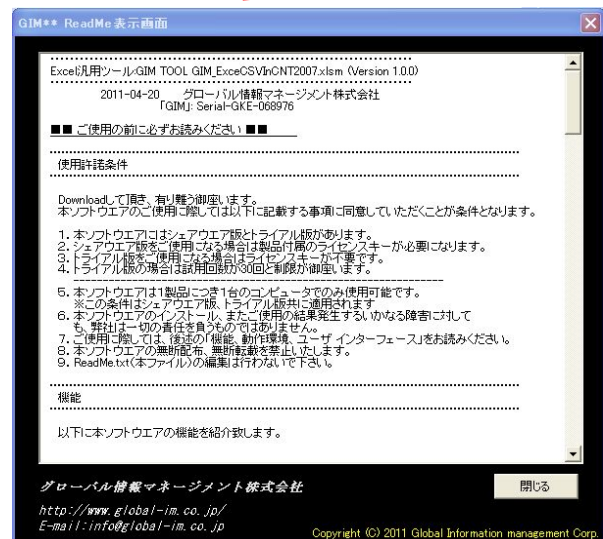 GIM** ReadMe表示画面
Excel汎用ツール:GIM TOOL GIM_ExceCSVInCNT2007.xlsm (Version 1.0.0)
2011-04-20 グローバル情報マネージメント株式会社
「GIM」: Serial-GKE-068976
■■ ご使用の前に必ずお読みください ■■
使用許諾条件
Downloadして頂き、有り難う御座います。
本ソフトウエアのご使用に際しては以下に記載する事項に同意していただくことが条件となります。
1. 本ソフトウエアにはシェアウエア版とトライアル版があります。
2. シェアウエア版をご使用になる場合は製品付属のライセンスキーが必要になります。
3. トライアル版をご使用になる場合はライセンスキーが不要です。
4. トライアル版の場合は試用回数が30回と制限が御座います。
5. 本ソフトウエアは1製品につき1台のコンピュータでのみ使用可能です。
※この条件はシェアウエア版、トライアル版共に適用されます
6. 本ソフトウエアのインストール、またご使用の結果発生するいかなる障害に対して
も、弊社は一切の責任を負うものではありません。
7. ご使用に際しては、後述の「機能、動作環境、ユーザ インターフェース」をお読みください。
8. 本ソフトウエアの無断配布、無断転載を禁止いたします。
9. ReadMe.txt(本ファイル)の編集は行わないで下さい。
機能
以下に本ソフトウエアの機能を紹介致します。
グローバル情報マネージメント株式会社
閉じる
http://www.global-im.co.jp/
E-mail:info@global-im.co.jp
Copyright (C) 2011 Global Information management Corp.